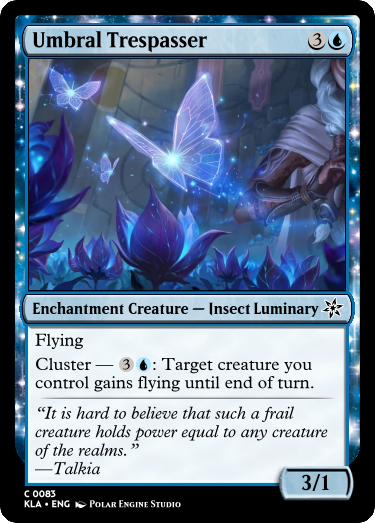 Umbral Trespasser 3
Enchantment Creature — Insect Luminary
Flying
Cluster — 3: Target creature you
control gains flying until end of turn.
“It is hard to believe that such a frail
creature holds power equal to any creature
of the realms.”
—Talkia
3/1
C 0083
KLA • ENG Polar Engine Studio